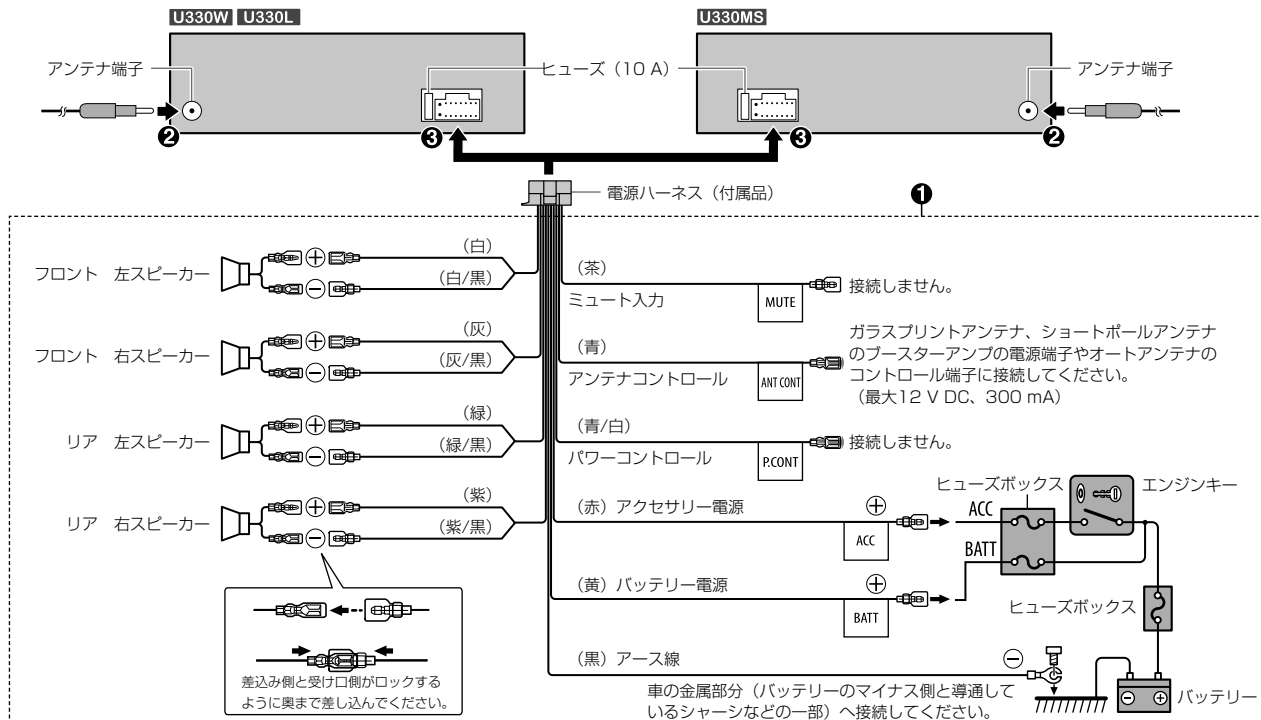 U330W U330L
U330MS
アンテナ端子
ヒューズ（10 A）
アンテナ端子
❷
❸
❸
❷
電源ハーネス（付属品）
❶
フロント　左スピーカー
⊕
⊖
（白）
（白/黒）
フロント　右スピーカー
⊕
⊖
（灰）
（灰/黒）
リア　左スピーカー
⊕
⊖
（緑）
（緑/黒）
リア　右スピーカー
⊕
⊖
（紫）
（紫/黒）
差込み側と受け口側がロックする
ように奥まで差し込んでください。
（茶）
ミュート入力
MUTE
接続しません。
（青）
アンテナコントロール
ANT CONT
ガラスプリントアンテナ、ショートポールアンテナ
のブースターアンプの電源端子やオートアンテナの
コントロール端子に接続してください。
（最大12 V DC、300 mA）
（青/白）
パワーコントロール
P.CONT
接続しません。
（赤）アクセサリー電源
⊕
ACC
ACC
ヒューズボックス
エンジンキー
（黄）バッテリー電源
⊕
BATT
BATT
ヒューズボックス
（黒）アース線
⊖
車の金属部分（バッテリーのマイナス側と導通して
いるシャーシなどの一部）へ接続してください。
⊖ ⊕
バッテリー